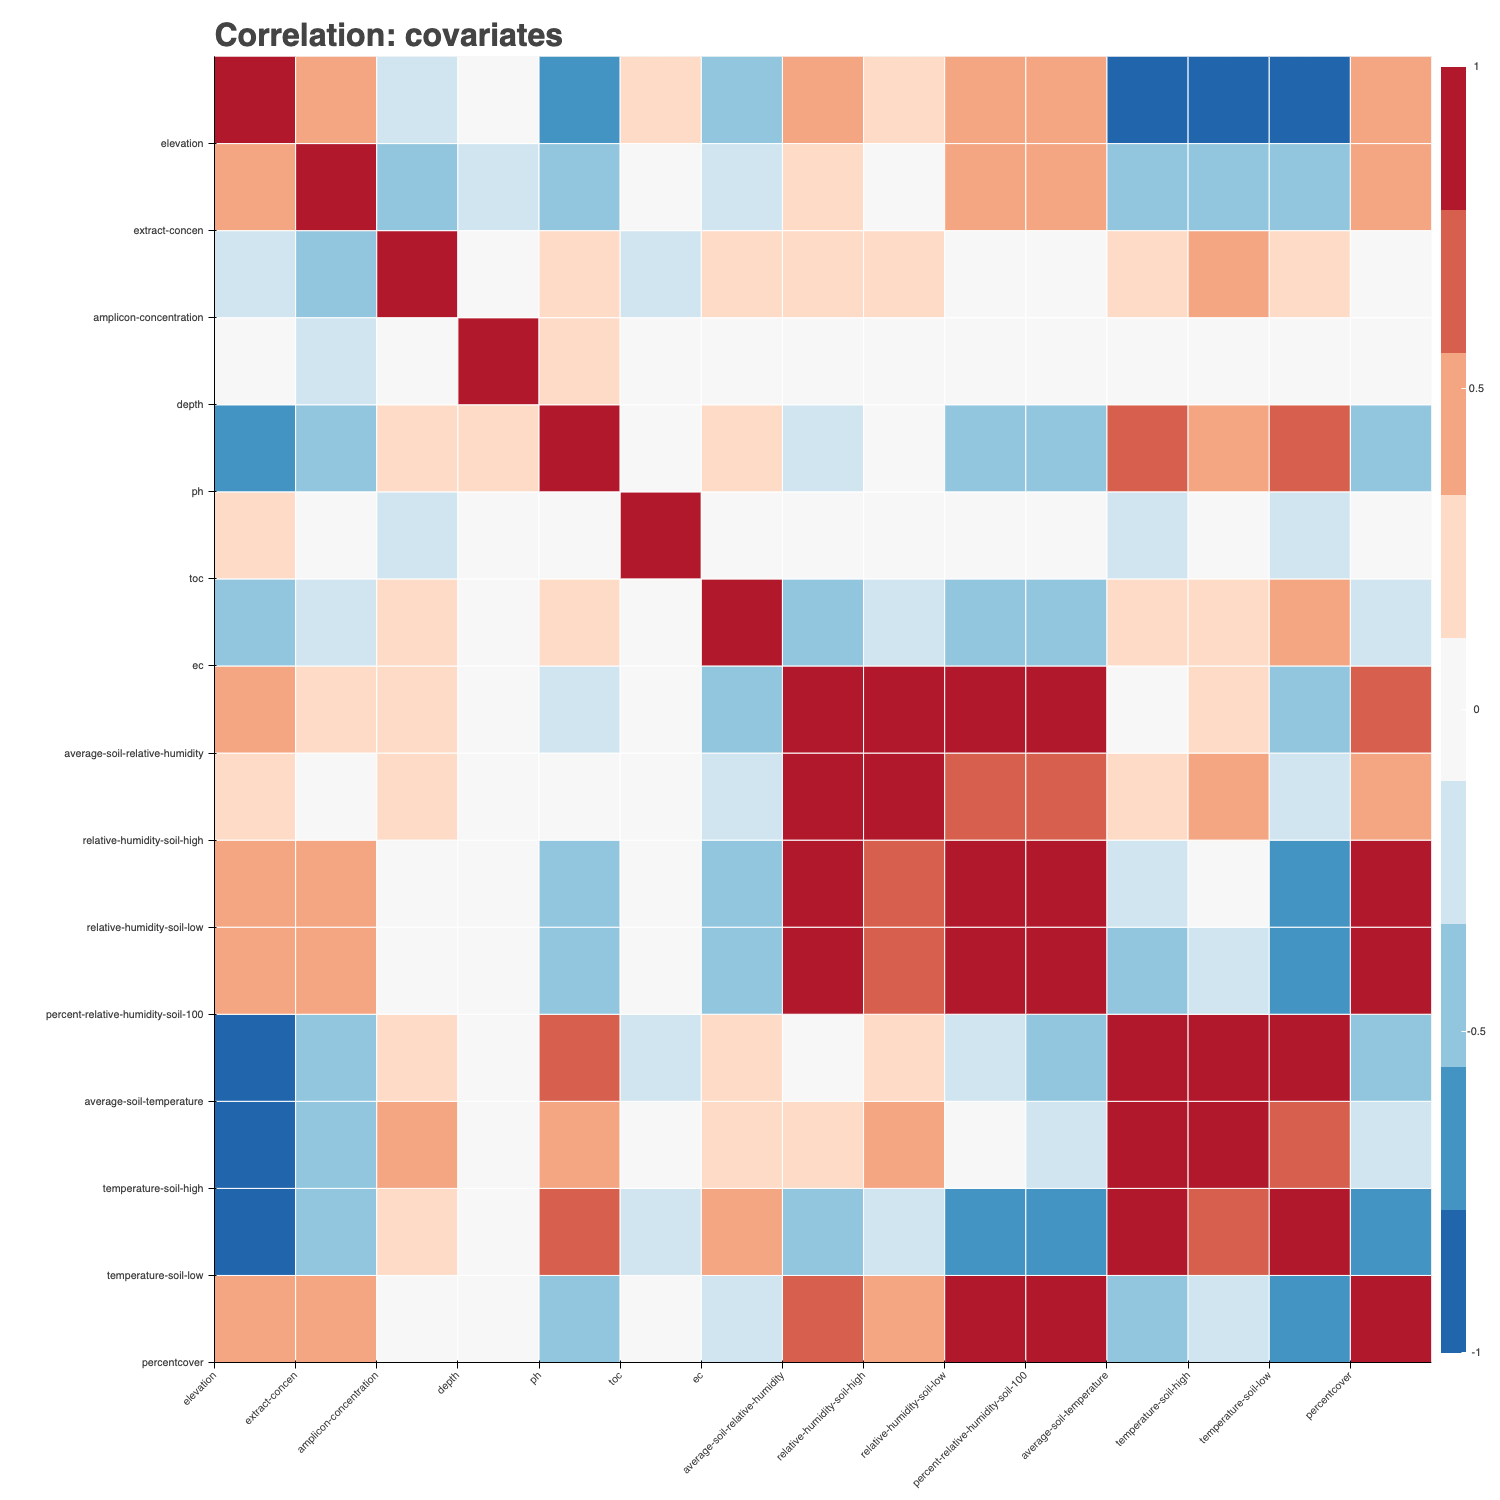 Correlation: covariates
elevation
extract-concen
amplicon-concentration
depth
ph
toc
ec
average-soil-relative-humidity
relative-humidity-soil-high
relative-humidity-soil-low
percent-relative-humidity-soil-100
average-soil-temperature
temperature-soil-high
temperature-soil-low
percentcover
elevation
extract-concen
amplicon-concentration
depth
ph
toc
ec
average-soil-relative-humidity
relative-humidity-soil-high
relative-humidity-soil-low
percent-relative-humidity-soil-100
average-soil-temperature
temperature-soil-high
temperature-soil-low
percentcover
1
0.5
0
-0.5
-1